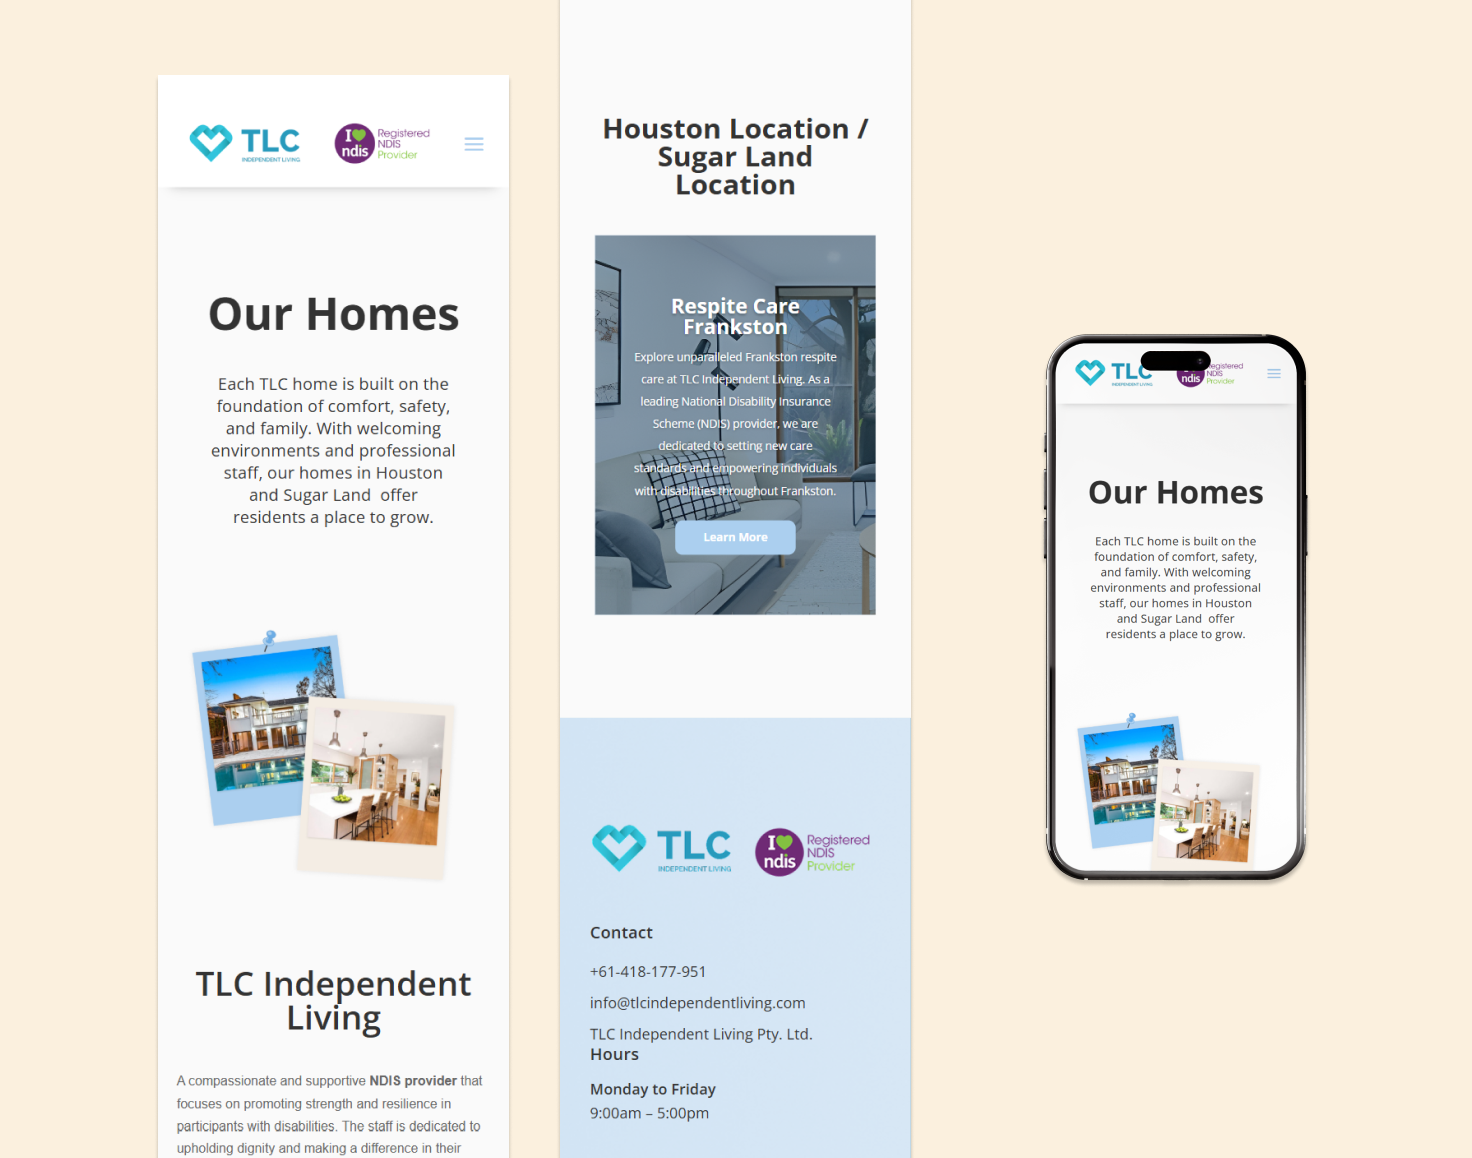 TLC
INDEPENDENT LIVING
I
ndis
Registered
NDIS
Provider
Our Homes
Each TLC home is built on the
foundation of comfort, safety,
and family. With welcoming
environments and professional
staff, our homes in Houston
and Sugar Land offer
residents a place to grow.
TLC Independent
Living
A compassionate and supportive NDIS provider that
focuses on promoting strength and resilience in
participants with disabilities. The staff is dedicated to
upholding dignity and making a difference in their
Houston Location /
Sugar Land
Location
Respite Care
Frankston
Explore unparalleled Frankston respite
care at TLC Independent Living. As a
leading National Disability Insurance
Scheme (NDIS) provider, we are
dedicated to setting new care
standards and empowering individuals
with disabilities throughout Frankston.
Learn More
TLC
INDEPENDENT LIVING
I
ndis
Registered
NDIS
Provider
Contact
+61-418-177-951
info@tlcindependentliving.com
TLC Independent Living Pty. Ltd.
Hours
Monday to Friday
9:00am – 5:00pm
TLC
INDEPENDENT LIVING
ndis
Registered
NDIS
Provider
Our Homes
Each TLC home is built on the
foundation of comfort, safety,
and family. With welcoming
environments and professional
staff, our homes in Houston
and Sugar Land offer
residents a place to grow.